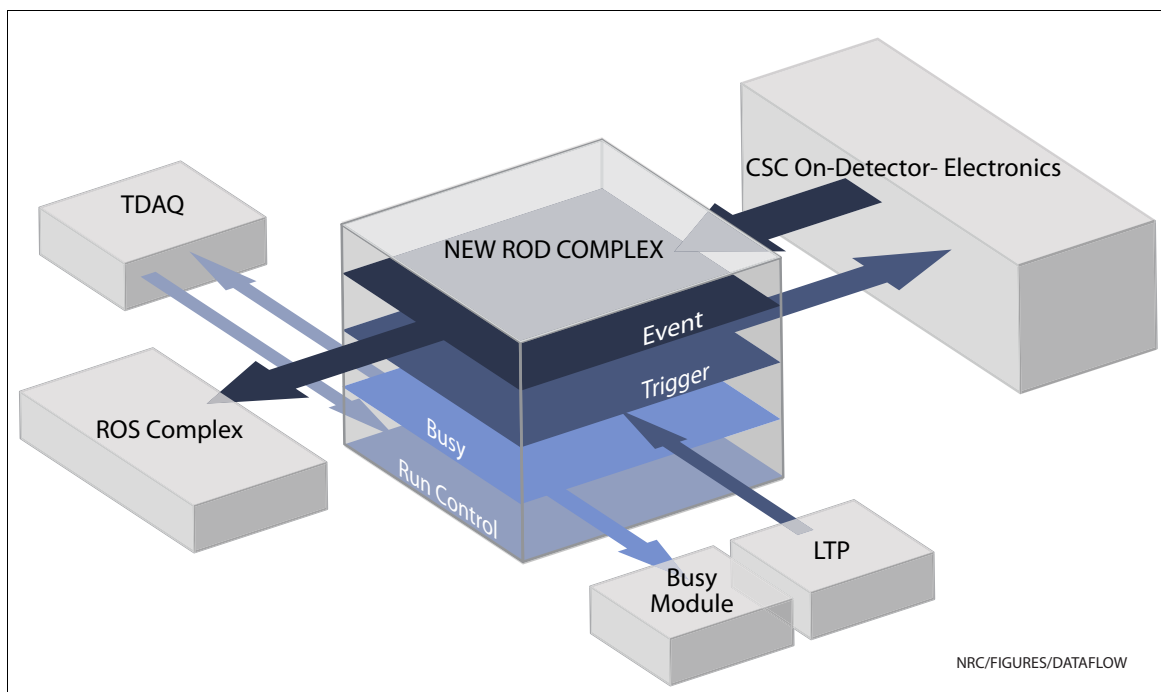 CSC On-Detector- Electronics
TDAQ
NEW ROD COMPLEX
Event
Trigger
ROS Complex
Busy
Run Control
LTP
Busy
Module
NRC/FIGURES/DATAFLOW